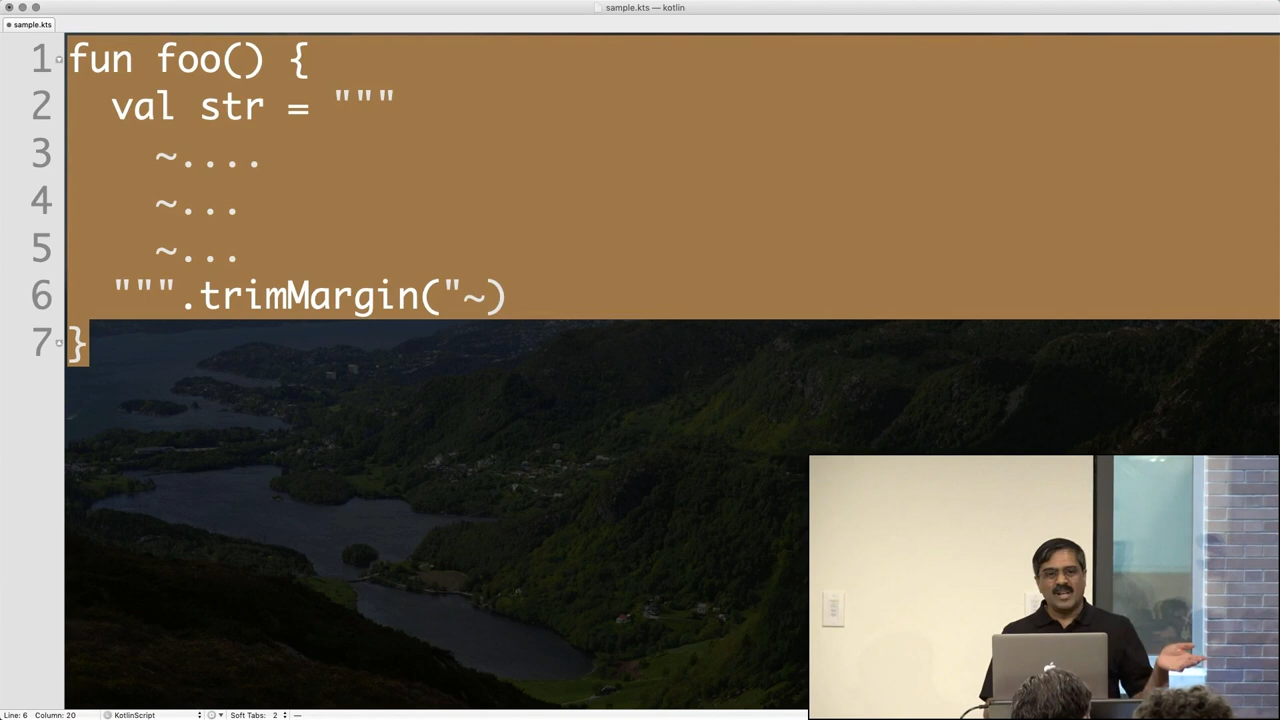 sample.kts — kotlin
sample.kts
1 fun foo() {
2 val str = """
3 ~....
4 ~...
5 ~...
6 """.trimMargin("~)
7 }
Line: 6 Column: 20 KotlinScript Soft Tabs: 2 —